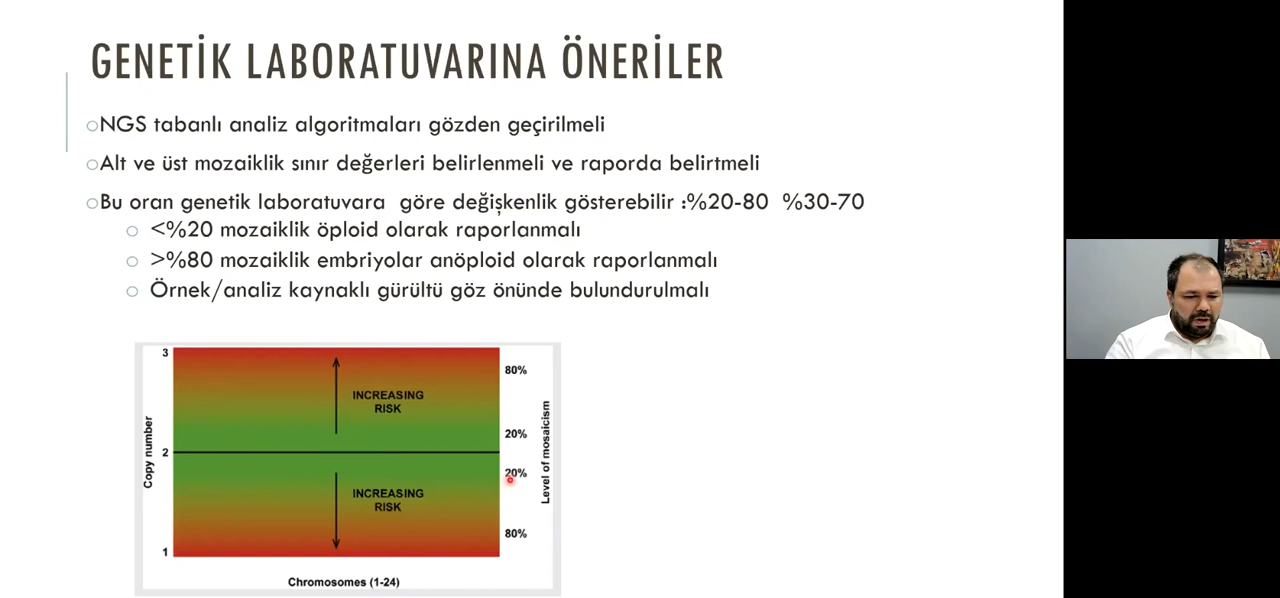 GENETİK LABORATUVARINA ÖNERİLER
NGS tabanlı analiz algoritmaları gözden geçirilmeli
Alt ve üst mozaiklik sınır değerleri belirlenmeli ve raporda belirtmeli
Bu oran genetik laboratuvara göre değişkenlik gösterebilir :%20-80 %30-70
<%20 mozaiklik öploid olarak raporlanmalı
>%80 mozaiklik embriyolar anöploid olarak raporlanmalı
Örnek/analiz kaynaklı gürültü göz önünde bulundurulmalı
3
80%
INCREASING
RISK
20%
2
20%
INCREASING
RISK
80%
1
Copy number
Level of mosaicism
Chromosomes (1-24)